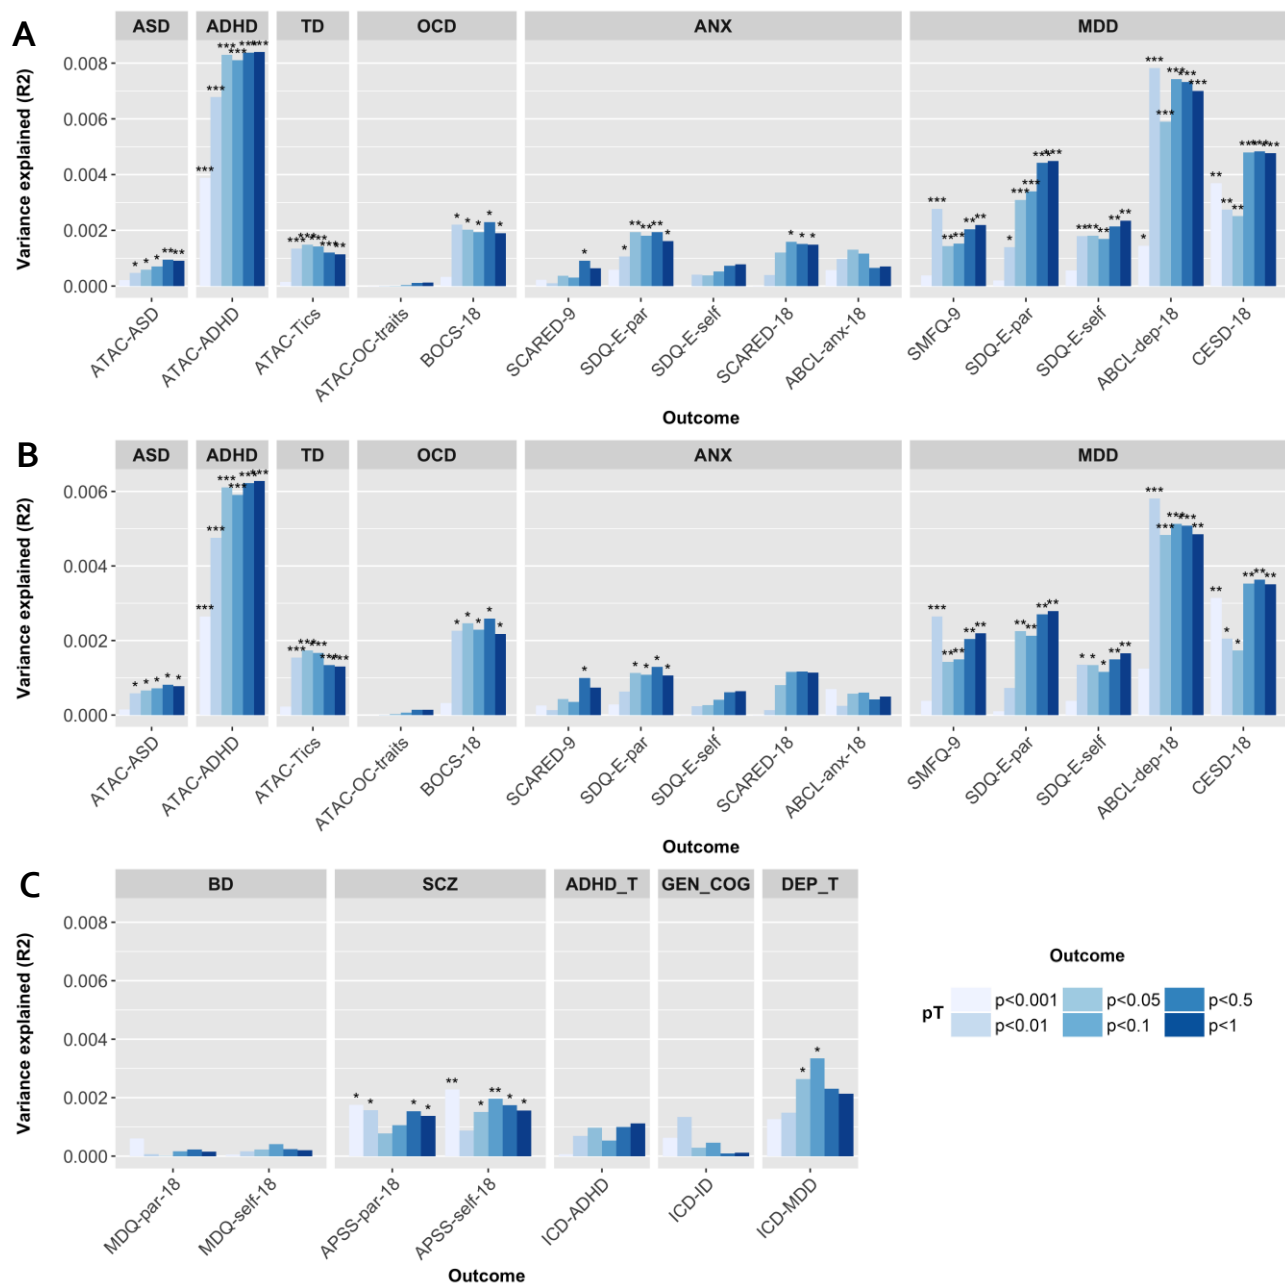 A
ASD ADHD TD OCD ANX MDD
Variance explained (R2)
0.008
0.006
0.004
0.002
0.000
ATAC-ASD ATAC-ADHD ATAC-Tics ATAC-OC-traits BOCS-18 SCARED-9 SDQ-E-par SDQ-E-self SCARED-18 ABCL-anx-18 SMFQ-9 SDQ-E-par SDQ-E-self ABCL-dep-18 CESD-18
Outcome
B
ASD ADHD TD OCD ANX MDD
Variance explained (R2)
0.006
0.004
0.002
0.000
ATAC-ASD ATAC-ADHD ATAC-Tics ATAC-OC-traits BOCS-18 SCARED-9 SDQ-E-par SDQ-E-self SCARED-18 ABCL-anx-18 SMFQ-9 SDQ-E-par SDQ-E-self ABCL-dep-18 CESD-18
Outcome
C
BD SCZ ADHD_T GEN_COG DEP_T
Variance explained (R2)
0.008
0.006
0.004
0.002
0.000
MDQ-par-18 MDQ-self-18 APSS-par-18 APSS-self-18 ICD-ADHD ICD-ID ICD-MDD
Outcome
Outcome
pT
p<0.001 p<0.05 p<0.5
p<0.01 p<0.1 p<1